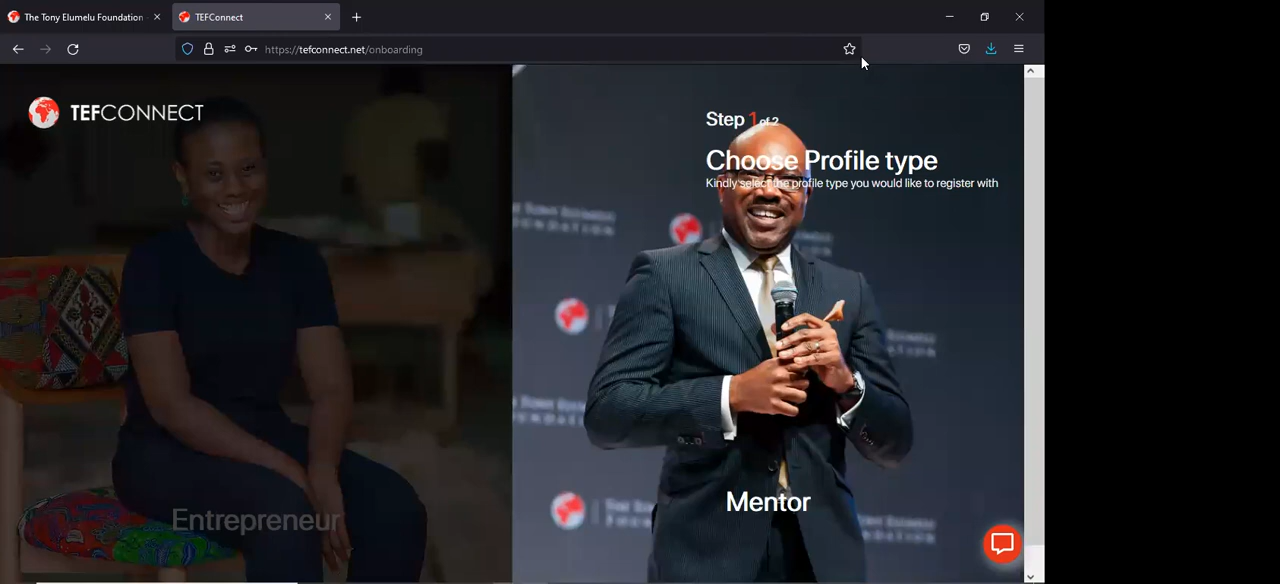 The Tony Elumelu Foundation
TEFConnect
https://tefconnect.net/onboarding
TEFCONNECT
Step 1 of 2
Choose Profile type
Kindly select the profile type you would like to register with
Entrepreneur
Mentor